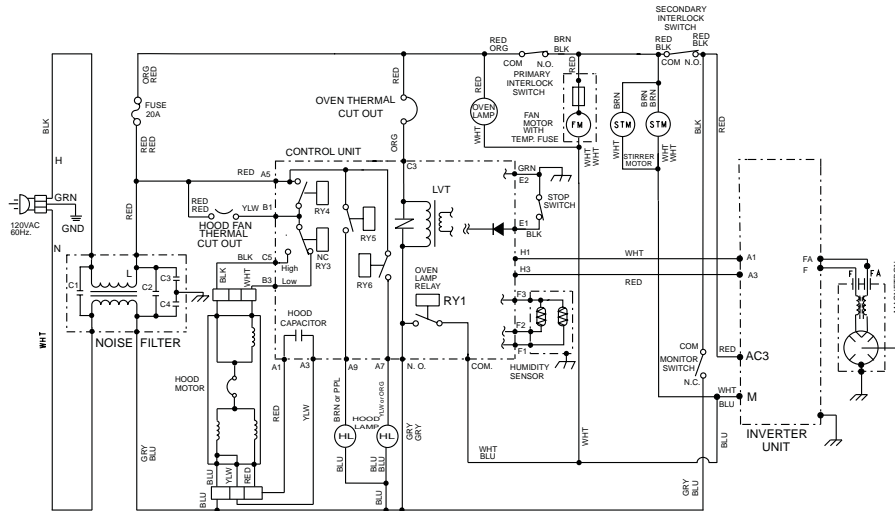 SECONDARY
INTERLOCK
SWITCH
RED
ORG
BRN
BLK
RED
BLK
RED
BLK
COM
N.O.
COM
N.O.
PRIMARY
INTERLOCK
SWITCH
ORG
RED
FUSE
20A
RED
RED
OVEN THERMAL
CUT OUT
RED
ORG
RED
OVEN
LAMP
WHT
RED
FAN
MOTOR
WITH
TEMP. FUSE
FM
WHT
WHT
BRN
BRN
BRN
STM
STM
WHT
WHT
WHT
STIRRER MOTOR
BLK
RED
BLK
H
GRN
GND
120VAC
60Hz.
N
WHT
RED
CONTROL UNIT
RED
A5
RED
RED
YLW
B1
HOOD FAN
THERMAL
CUT OUT
RY4
NC
RY3
RY5
RY6
C3
LVT
GRN
E2
STOP
SWITCH
E1
BLK
BLK
C5
High
B3
Low
BLK
WHT
OVEN
LAMP
RELAY
RY1
H1
WHT
A1
H3
RED
A3
FA
F
F
FA
L
C1
C2
C3
C4
NOISE FILTER
F3
F2
F1
HUMIDITY
SENSOR
HOOD
CAPACITOR
A1
A3
A9
A7
N. O.
COM.
HOOD
MOTOR
RED
YLW
BRN or PPL
YLW or ORG
HOOD
LAMP
HL
HL
BLU
BLU
BLU
GRY
GRY
WHT
BLU
WHT
COM
MONITOR
SWITCH
N.C.
RED
AC3
WHT
BLU
M
BLU
INVERTER
UNIT
GRY
BLU
GRY
BLU
BLU
YLW
RED
BLU